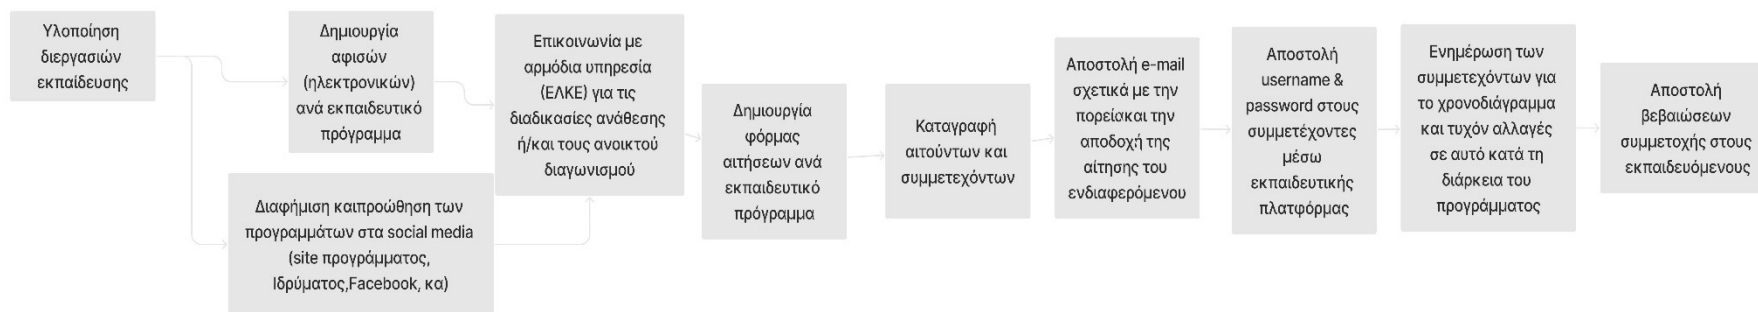 Υλοποίηση
διεργασιών
εκπαίδευσης
Δημιουργία
αφισών
(ηλεκτρονικών)
ανά εκπαιδευτικό
πρόγραμμα
Διαφήμιση καιπροώθηση των
προγραμμάτων στα social media
(site προγράμματος,
Ιδρύματος,Facebook, κα)
Επικοινωνία με
αρμόδια υπηρεσία
(ΕΛΚΕ) για τις
διαδικασίες ανάθεσης
ή/και τους ανοικτού
διαγωνισμού
Δημιουργία
φόρμας
αιτήσεων ανά
εκπαιδευτικό
πρόγραμμα
Καταγραφή
αιτούντων και
συμμετεχόντων
Αποστολή e-mail
σχετικά με την
πορείακαι την
αποδοχή της
αίτησης του
ενδιαφερόμενου
Αποστολή
username &
password στους
συμμετέχοντες
μέσω
εκπαιδευτικής
πλατφόρμας
Ενημέρωση των
συμμετεχόντων για
το χρονοδιάγραμμα
και τυχόν αλλαγές
σε αυτό κατά τη
διάρκεια του
προγράμματος
Αποστολή
βεβαιώσεων
συμμετοχής στους
εκπαιδευόμενους